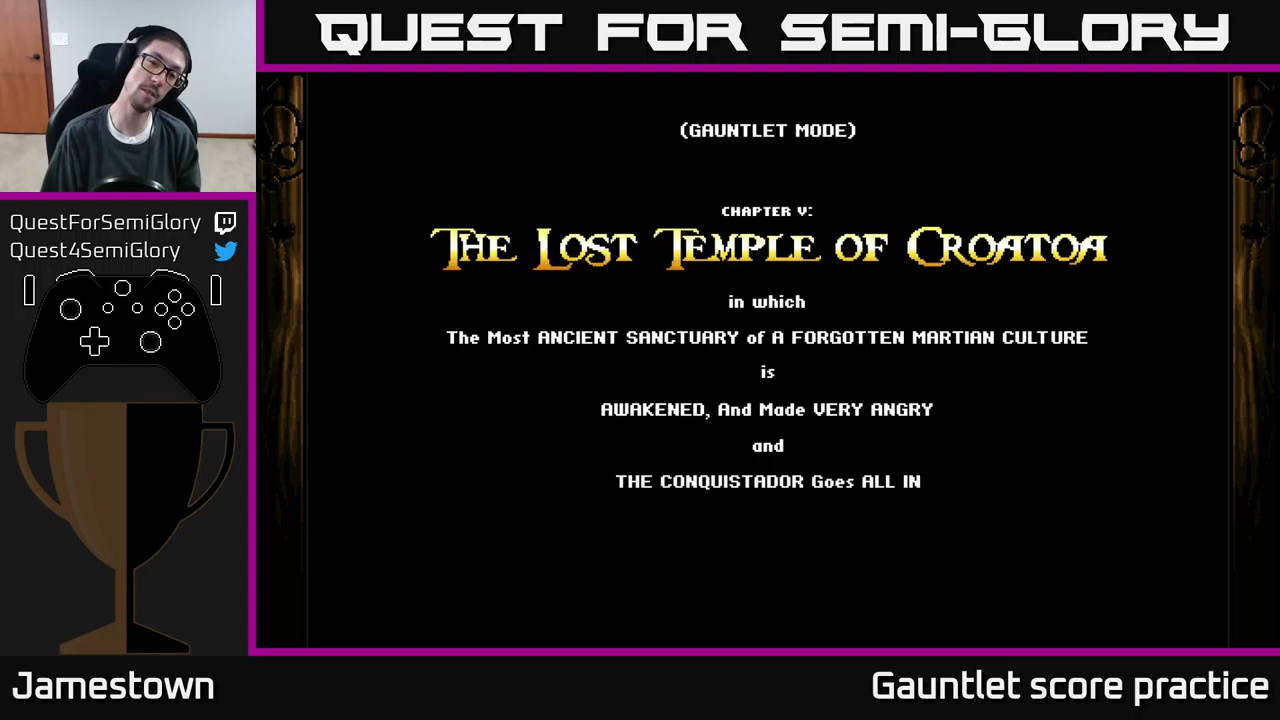 QUEST FOR SEMI-GLORY
QuestForSemiGlory
Quest4SemiGlory
(GAUNTLET MODE)
CHAPTER V:
THE LOST TEMPLE OF CROATOA
in which
The Most ANCIENT SANCTUARY of A FORGOTTEN MARTIAN CULTURE
is
AWAKENED, And Made VERY ANGRY
and
THE CONQUISTADOR Goes ALL IN
Jamestown
Gauntlet score practice